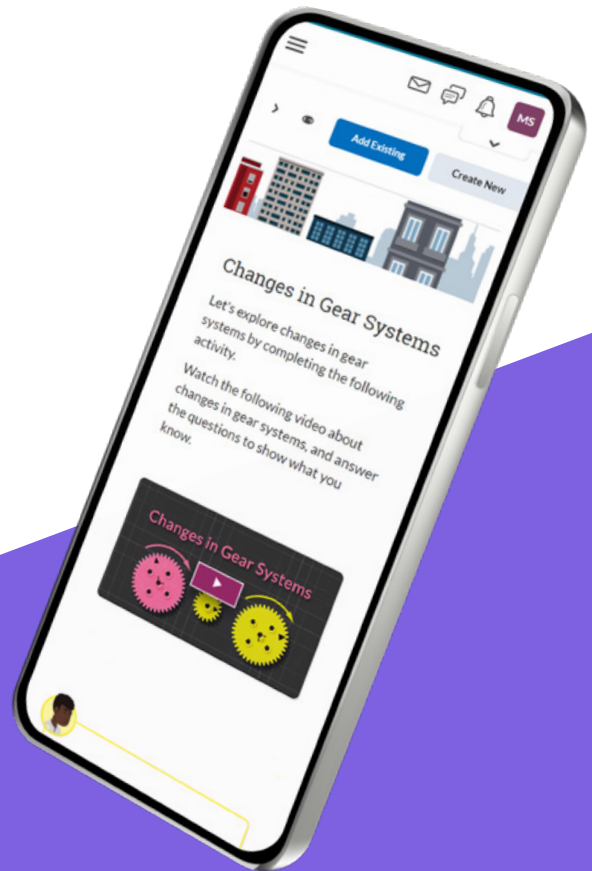 MS
Add Existing
Create New
Changes in Gear Systems
Let's explore changes in gear
systems by completing the following
activity.
Watch the following video about
changes in gear systems, and answer
the questions to show what you
know.
Changes in Gear Systems